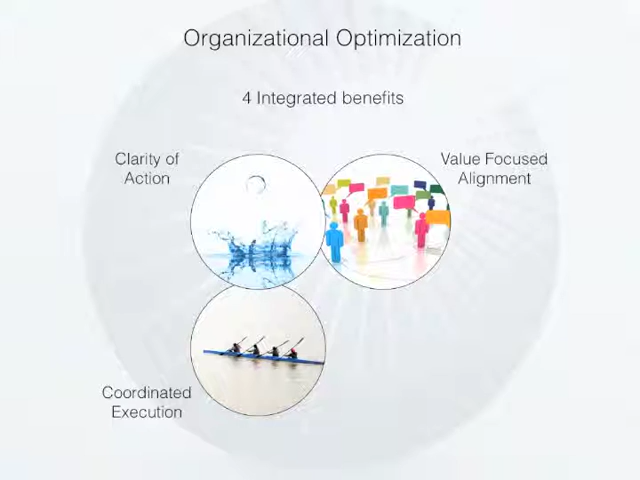 Organizational Optimization
4 Integrated benefits
Clarity of
Action
Value Focused
Alignment
Coordinated
Execution